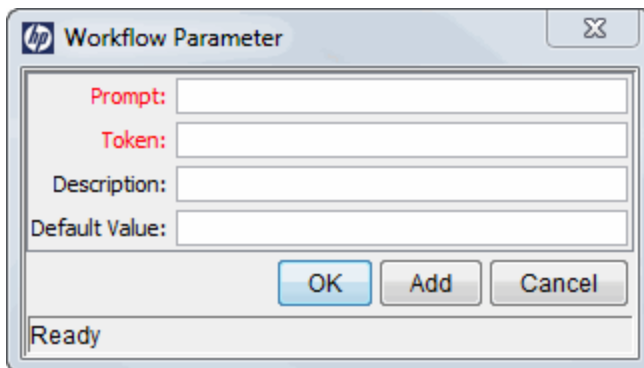 hp Workflow Parameter
Prompt:
Token:
Description:
Default Value:
OK Add Cancel
Ready